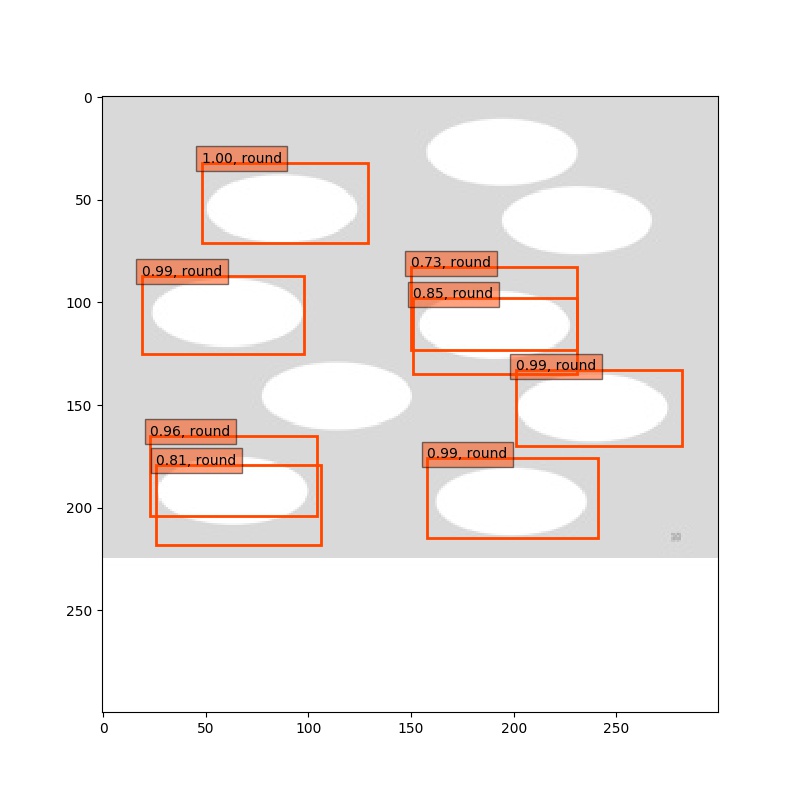 0
1.00, round
50
0.73, round
0.99, round
0.85, round
100
0.99, round
150
0.96, round
0.99, round
0.81, round
200
250
0 50 100 150 200 250